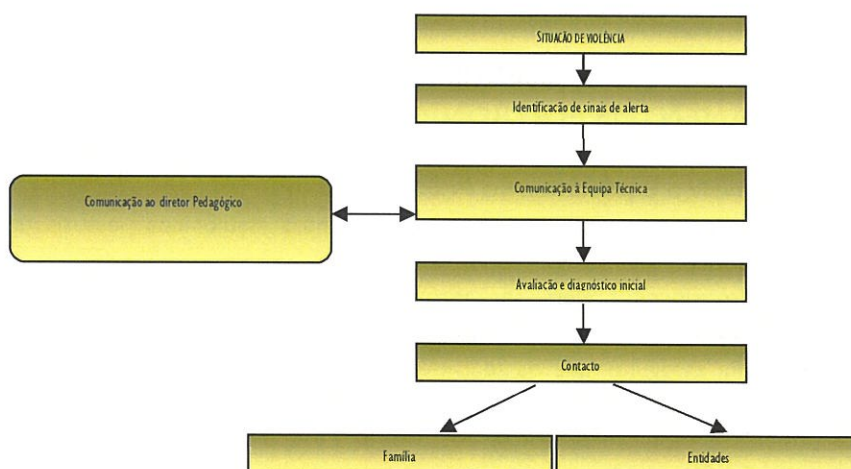 SITUAÇÃO DE VIOLÊNCIA
Identificação de sinais de alerta
Comunicação à Equipa Técnica
Comunicação ao diretor Pedagógico
Avaliação e diagnóstico inicial
Contacto
Família
Entidades